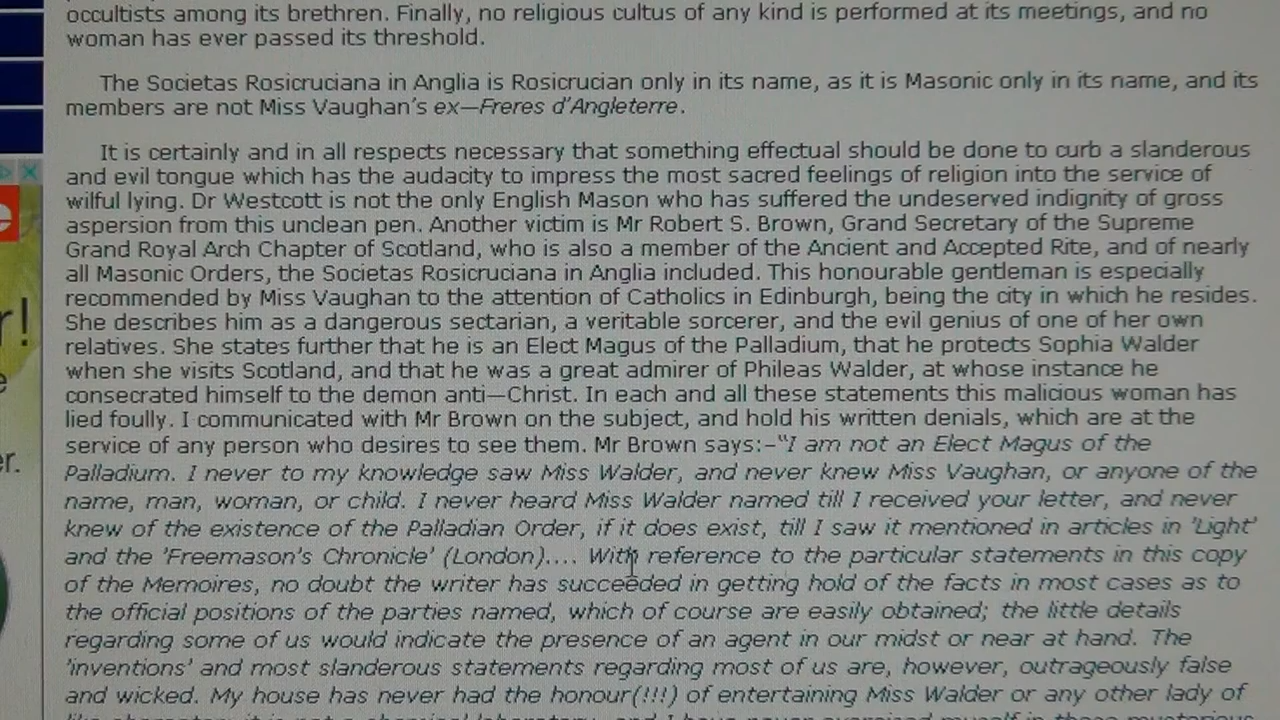 occultists among its brethren. Finally, no religious cultus of any kind is performed at its meetings, and no
woman has ever passed its threshold.
The Societas Rosicruciana in Anglia is Rosicrucian only in its name, as it is Masonic only in its name, and its
members are not Miss Vaughan's ex—Freres d'Angleterre.
It is certainly and in all respects necessary that something effectual should be done to curb a slanderous
and evil tongue which has the audacity to impress the most sacred feelings of religion into the service of
wilful lying. Dr Westcott is not the only English Mason who has suffered the undeserved indignity of gross
aspersion from this unclean pen. Another victim is Mr Robert S. Brown, Grand Secretary of the Supreme
Grand Royal Arch Chapter of Scotland, who is also a member of the Ancient and Accepted Rite, and of nearly
all Masonic Orders, the Societas Rosicruciana in Anglia included. This honourable gentleman is especially
recommended by Miss Vaughan to the attention of Catholics in Edinburgh, being the city in which he resides.
She describes him as a dangerous sectarian, a veritable sorcerer, and the evil genius of one of her own
relatives. She states further that he is an Elect Magus of the Palladium, that he protects Sophia Walder
when she visits Scotland, and that he was a great admirer of Phileas Walder, at whose instance he
consecrated himself to the demon anti—Christ. In each and all these statements this malicious woman has
lied foully. I communicated with Mr Brown on the subject, and hold his written denials, which are at the
service of any person who desires to see them. Mr Brown says:–"I am not an Elect Magus of the
Palladium. I never to my knowledge saw Miss Walder, and never knew Miss Vaughan, or anyone of the
name, man, woman, or child. I never heard Miss Walder named till I received your letter, and never
knew of the existence of the Palladian Order, if it does exist, till I saw it mentioned in articles in 'Light'
and the 'Freemason's Chronicle' (London).... With reference to the particular statements in this copy
of the Memoires, no doubt the writer has succeeded in getting hold of the facts in most cases as to
the official positions of the parties named, which of course are easily obtained; the little details
regarding some of us would indicate the presence of an agent in our midst or near at hand. The
'inventions' and most slanderous statements regarding most of us are, however, outrageously false
and wicked. My house has never had the honour(!!!) of entertaining Miss Walder or any other lady of
r!
e
er.